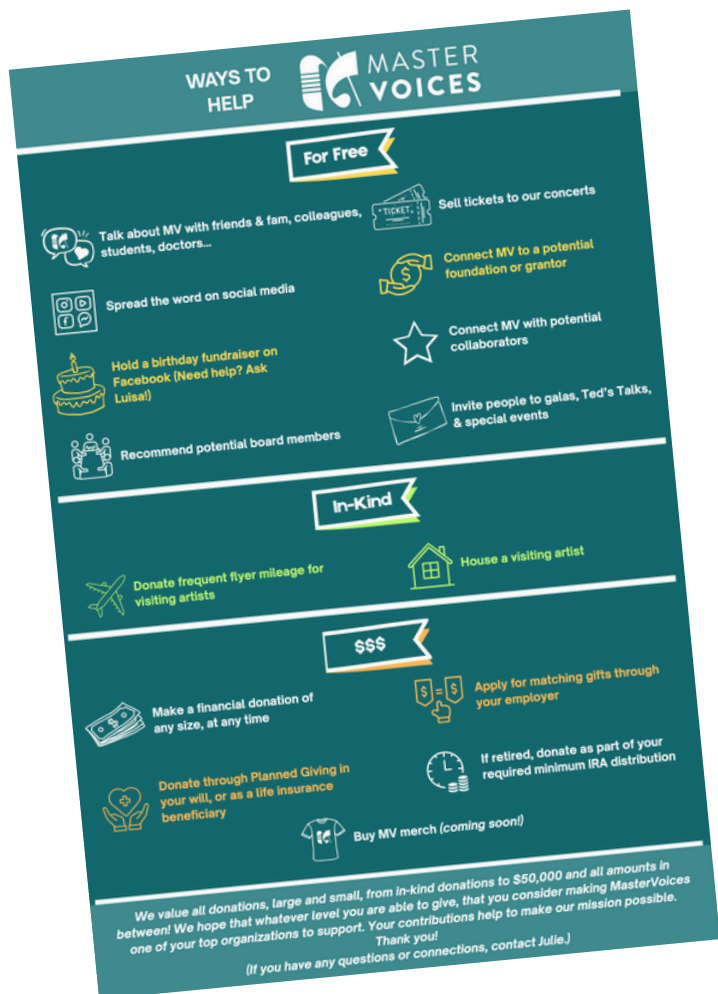 WAYS TO
HELP
MASTER
VOICES
For Free
Talk about MV with friends & fam, colleagues,
students, doctors...
Sell tickets to our concerts
TICKET
Spread the word on social media
Connect MV to a potential
foundation or grantor
Hold a birthday fundraiser on
Facebook (Need help? Ask
Luisa!)
Connect MV with potential
collaborators
Recommend potential board members
Invite people to galas, Ted's Talks,
& special events
In-Kind
Donate frequent flyer mileage for
visiting artists
House a visiting artist
$$$
Make a financial donation of
any size, at any time
$ = $
Apply for matching gifts through
your employer
Donate through Planned Giving in
your will, or as a life insurance
beneficiary
If retired, donate as part of your
required minimum IRA distribution
Buy MV merch (coming soon!)
We value all donations, large and small, from in-kind donations to $50,000 and all amounts in
between! We hope that whatever level you are able to give, that you consider making MasterVoices
one of your top organizations to support. Your contributions help to make our mission possible.
Thank you!
(If you have any questions or connections, contact Julie.)